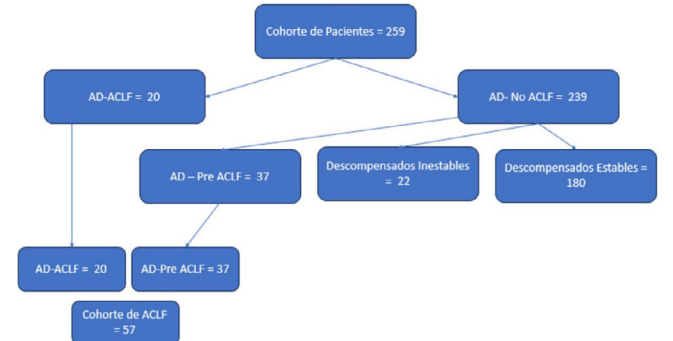 Cohorte de Pacientes = 259
AD-ACLF = 20
AD- No ACLF = 239
AD – Pre ACLF = 37
Descompensados Inestables
= 22
Descompensados Estables =
180
AD-ACLF = 20
AD-Pre ACLF = 37
Cohorte de ACLF
= 57